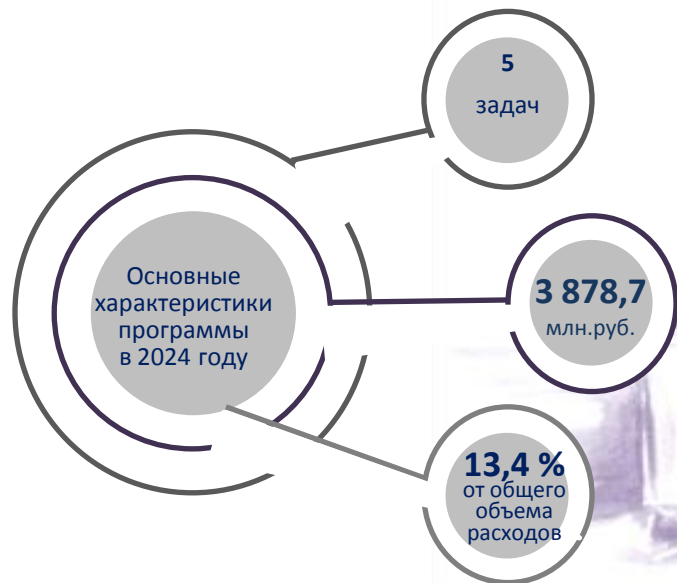 5
задач
Основные
характеристики
программы
в 2024 году
3 878,7
млн.руб.
13,4 %
от общего
объема
расходов